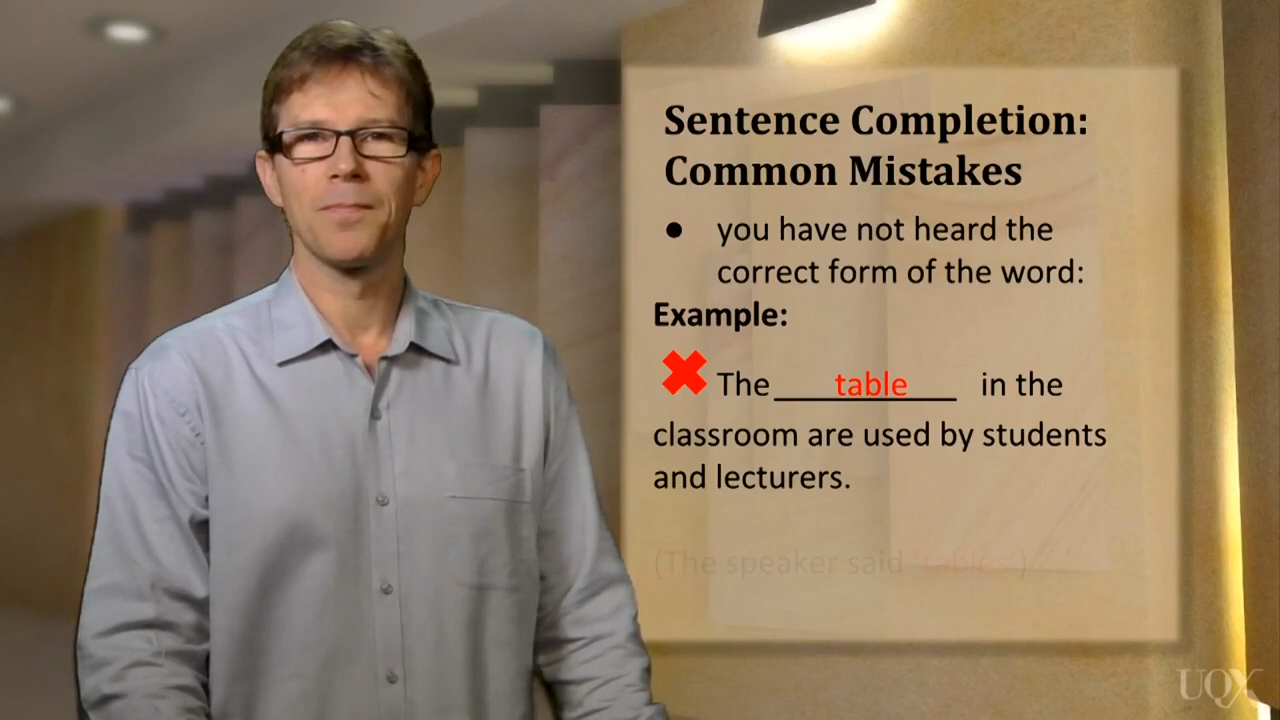 Sentence Completion:
Common Mistakes
● you have not heard the
correct form of the word:
Example:
✖ The ____table____ in the
classroom are used by students
and lecturers.
(The speaker said 'tables')
UQX